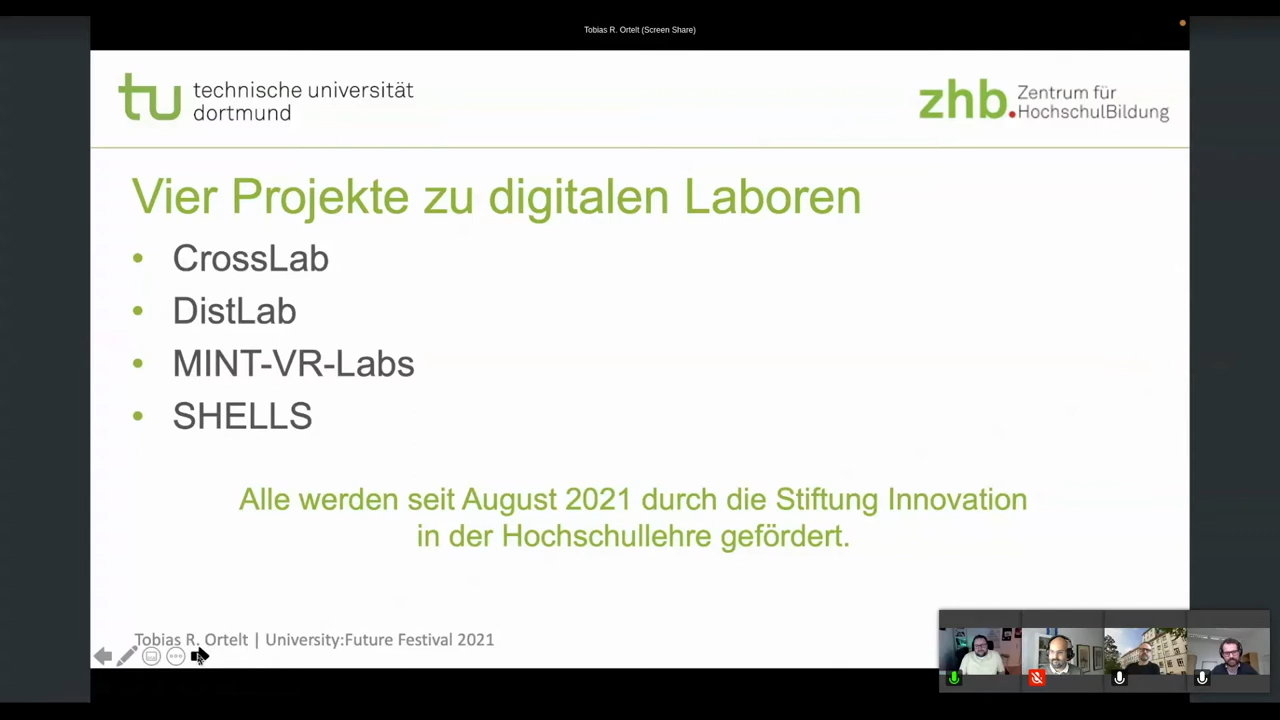 Tobias R. Ortelt (Screen Share)
tu technische universität
dortmund
zhb. Zentrum für
HochschulBildung
Vier Projekte zu digitalen Laboren
• CrossLab
• DistLab
• MINT-VR-Labs
• SHELLS
Alle werden seit August 2021 durch die Stiftung Innovation
in der Hochschullehre gefördert.
Tobias R. Ortelt | University:Future Festival 2021